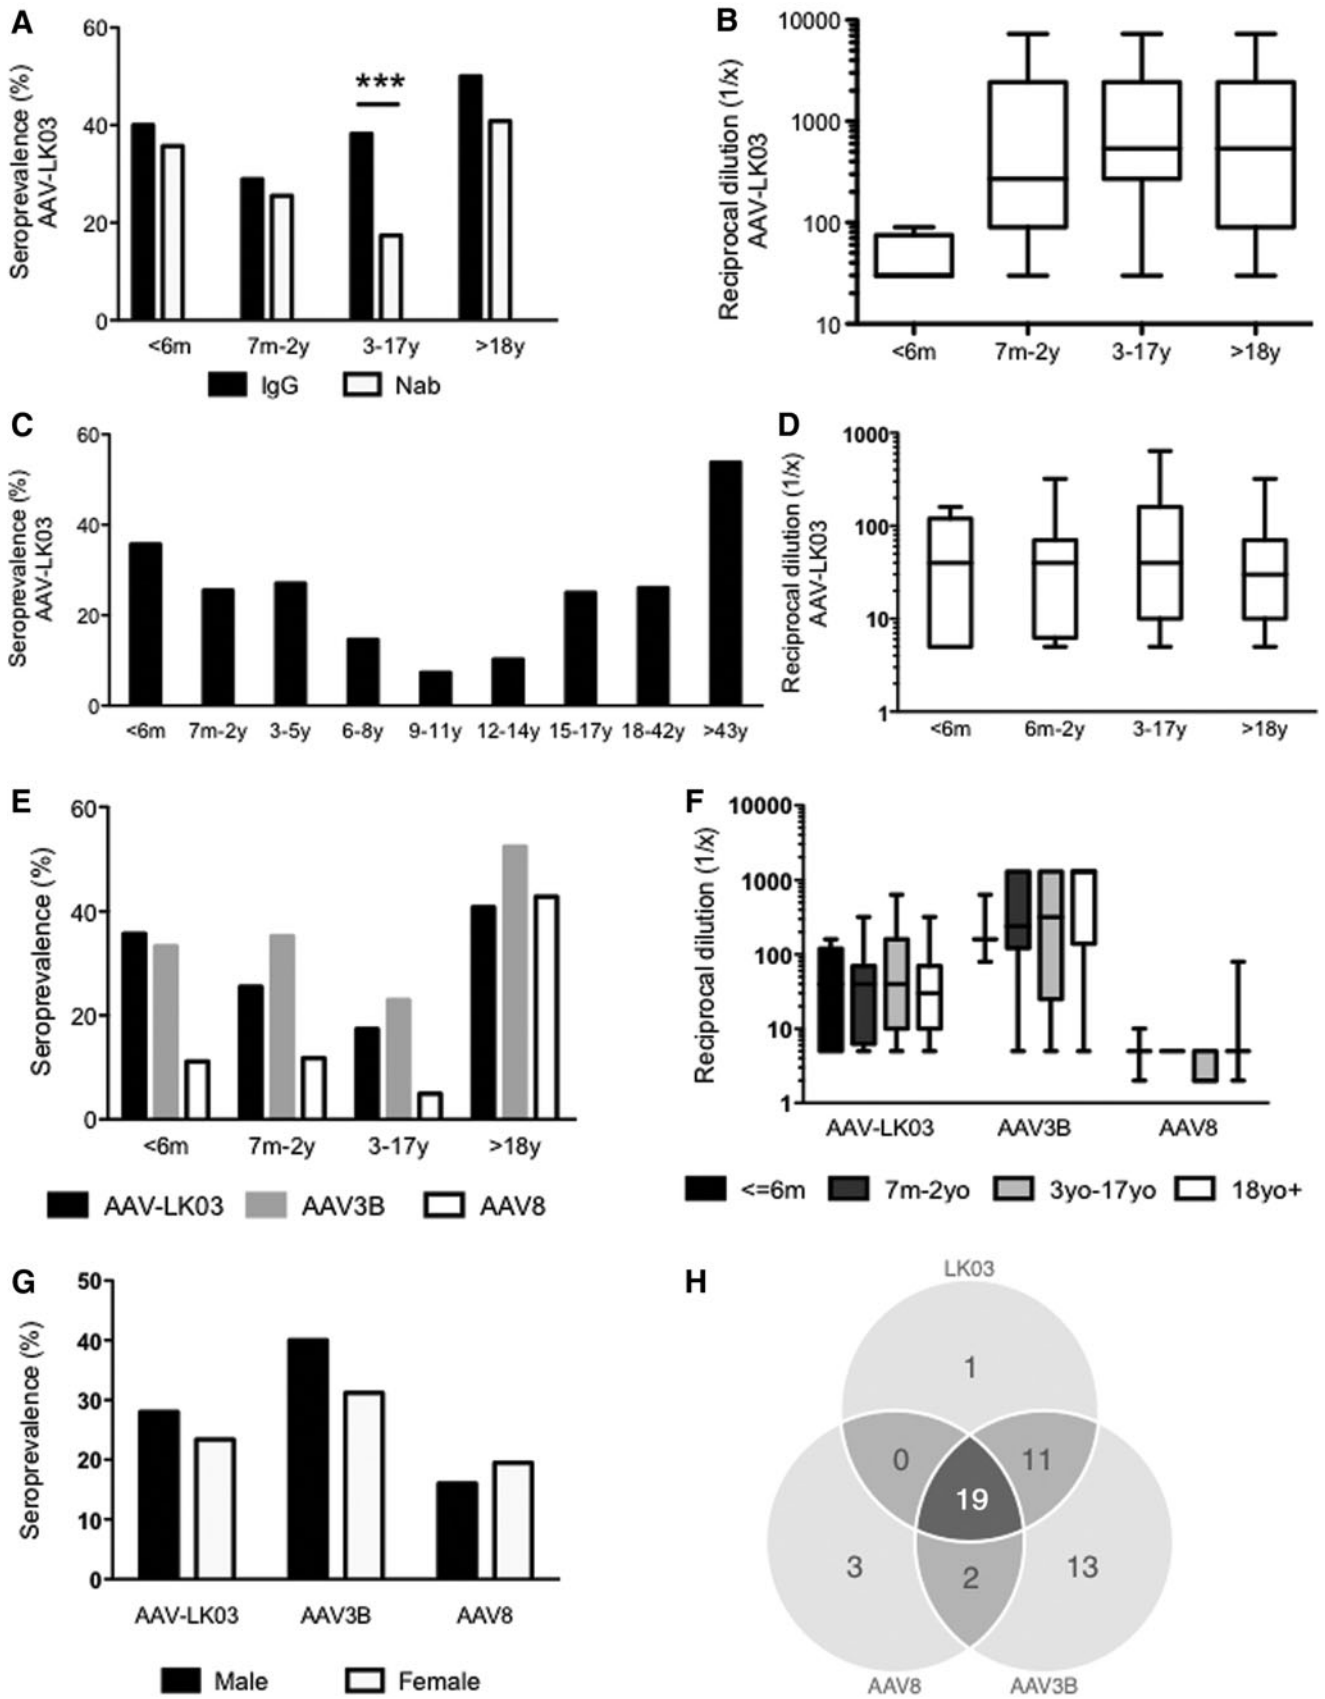 A
Seroprevalence (%)
AAV-LK03
60
40
20
0
***
<6m 7m-2y 3-17y >18y
IgG Nab
B
Reciprocal dilution (1/x)
AAV-LK03
10000
1000
100
10
<6m 7m-2y 3-17y >18y
C
Seroprevalence (%)
AAV-LK03
60
40
20
0
<6m 7m-2y 3-5y 6-8y 9-11y 12-14y 15-17y 18-42y >43y
D
Reciprocal dilution (1/x)
AAV-LK03
1000
100
10
1
<6m 6m-2y 3-17y >18y
E
Seroprevalence (%)
60
40
20
0
<6m 7m-2y 3-17y >18y
AAV-LK03 AAV3B AAV8
F
Reciprocal dilution (1/x)
10000
1000
100
10
1
AAV-LK03 AAV3B AAV8
<=6m 7m-2yo 3yo-17yo 18yo+
G
Seroprevalence (%)
50
40
30
20
10
0
AAV-LK03 AAV3B AAV8
Male Female
H
LK03
1
0 11
19
3 2 13
AAV8 AAV3B